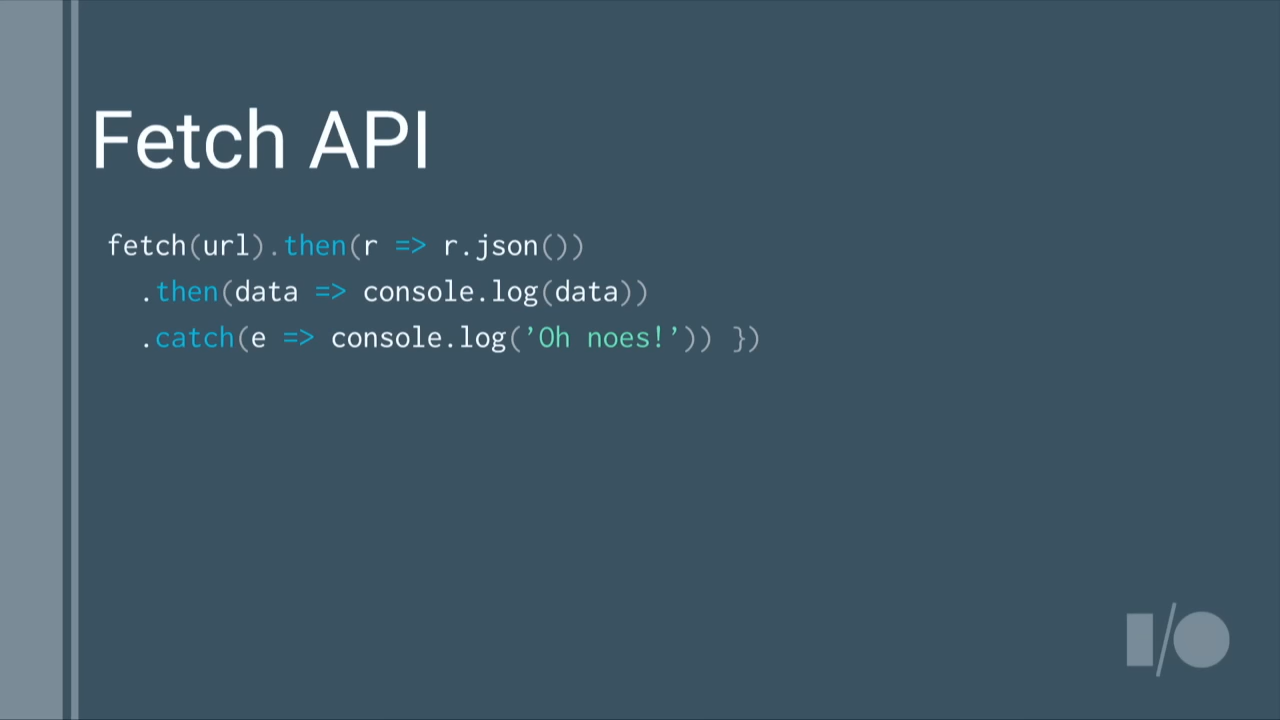 Fetch API
fetch(url).then(r => r.json())
.then(data => console.log(data))
.catch(e => console.log(’Oh noes!’)) })
I/O